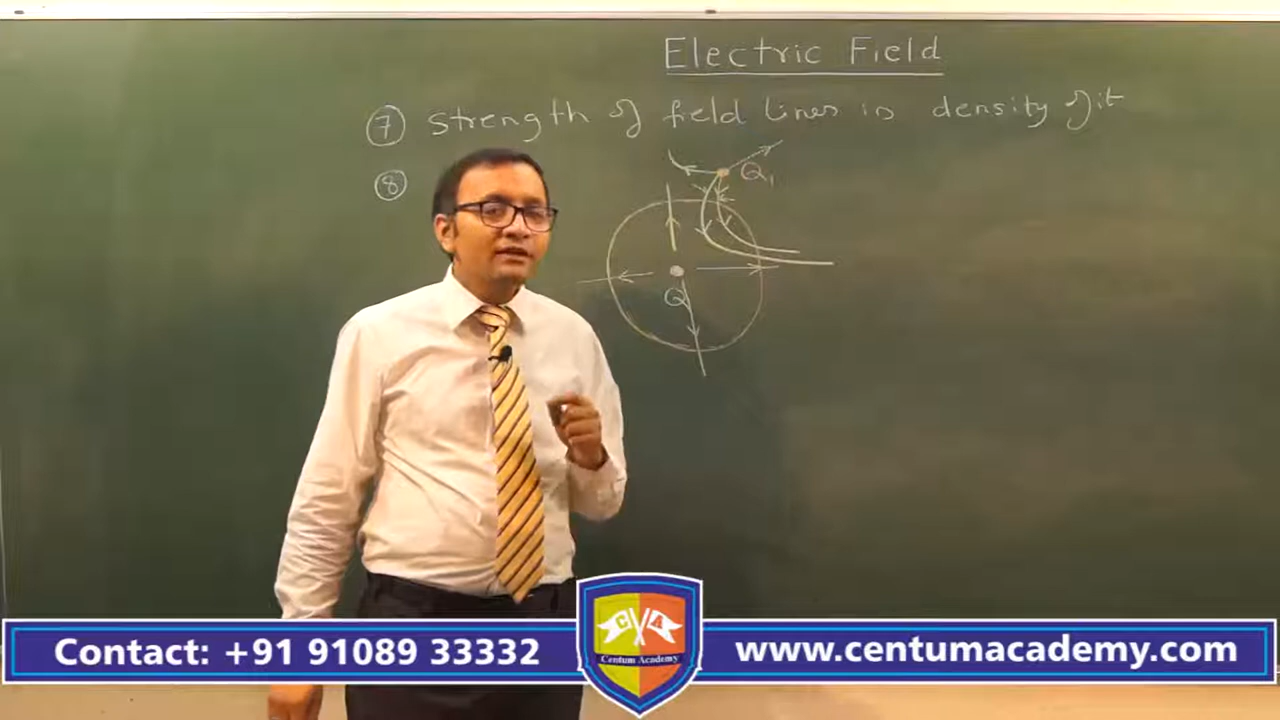 Electric Field
7 Strength of field lines is density of it
8
Q1
Q
Contact: +91 91089 33332
C A
Centum Academy
www.centumacademy.com